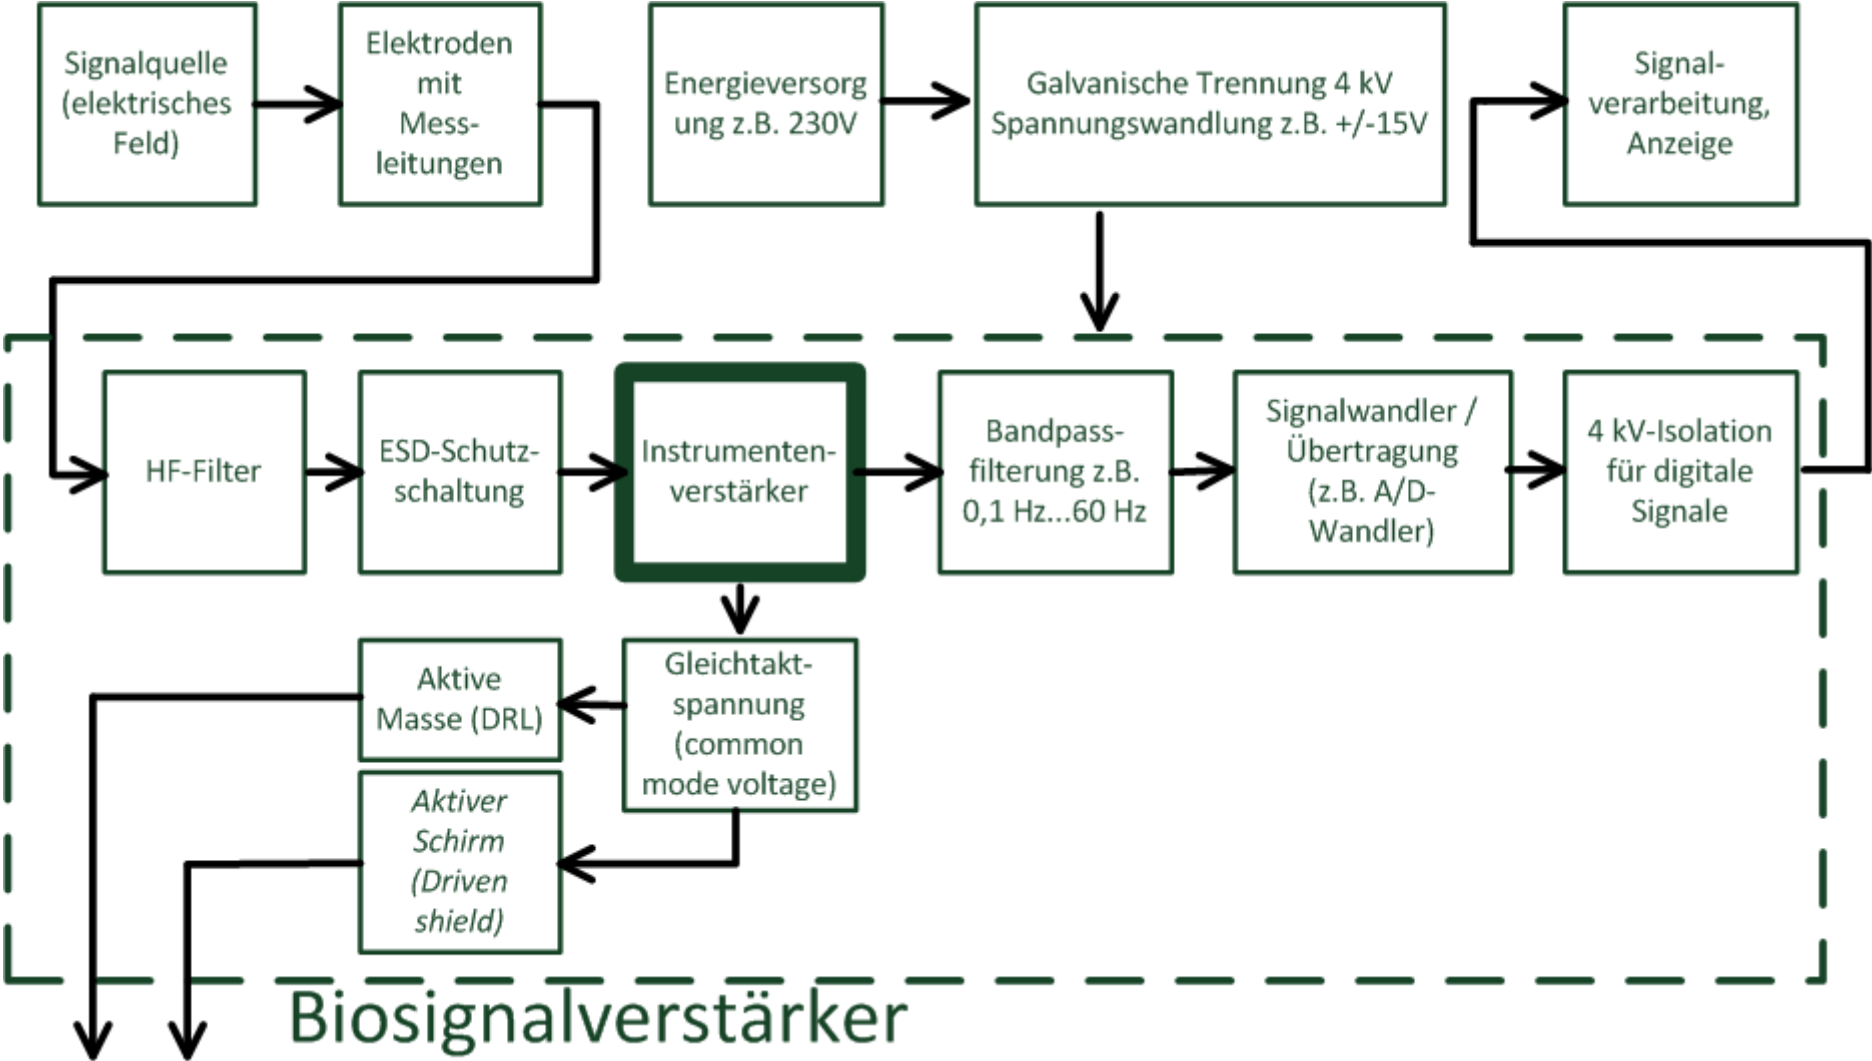 Signalquelle
(elektrisches
Feld)
Elektroden
mit
Mess-
leitungen
Energieversorg
ung z.B. 230V
Galvanische Trennung 4 kV
Spannungswandlung z.B. +/-15V
Signal-
verarbeitung,
Anzeige
HF-Filter
ESD-Schutz-
schaltung
Instrumenten-
verstärker
Bandpass-
filterung z.B.
0,1 Hz...60 Hz
Signalwandler /
Übertragung
(z.B. A/D-
Wandler)
4 kV-Isolation
für digitale
Signale
Aktive
Masse (DRL)
Gleichtakt-
spannung
(common
mode voltage)
Aktiver
Schirm
(Driven
shield)
Biosignalverstärker